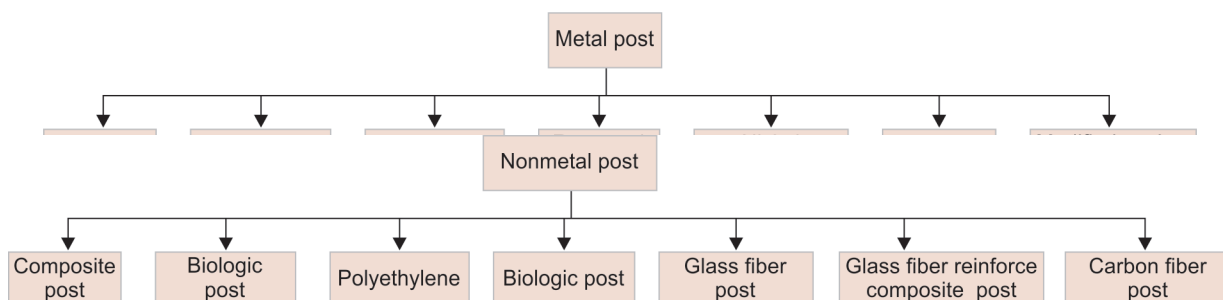 Metal post
Nonmetal post
Composite
post
Biologic
post
Polyethylene
Biologic post
Glass fiber
post
Glass fiber reinforce
composite post
Carbon fiber
post